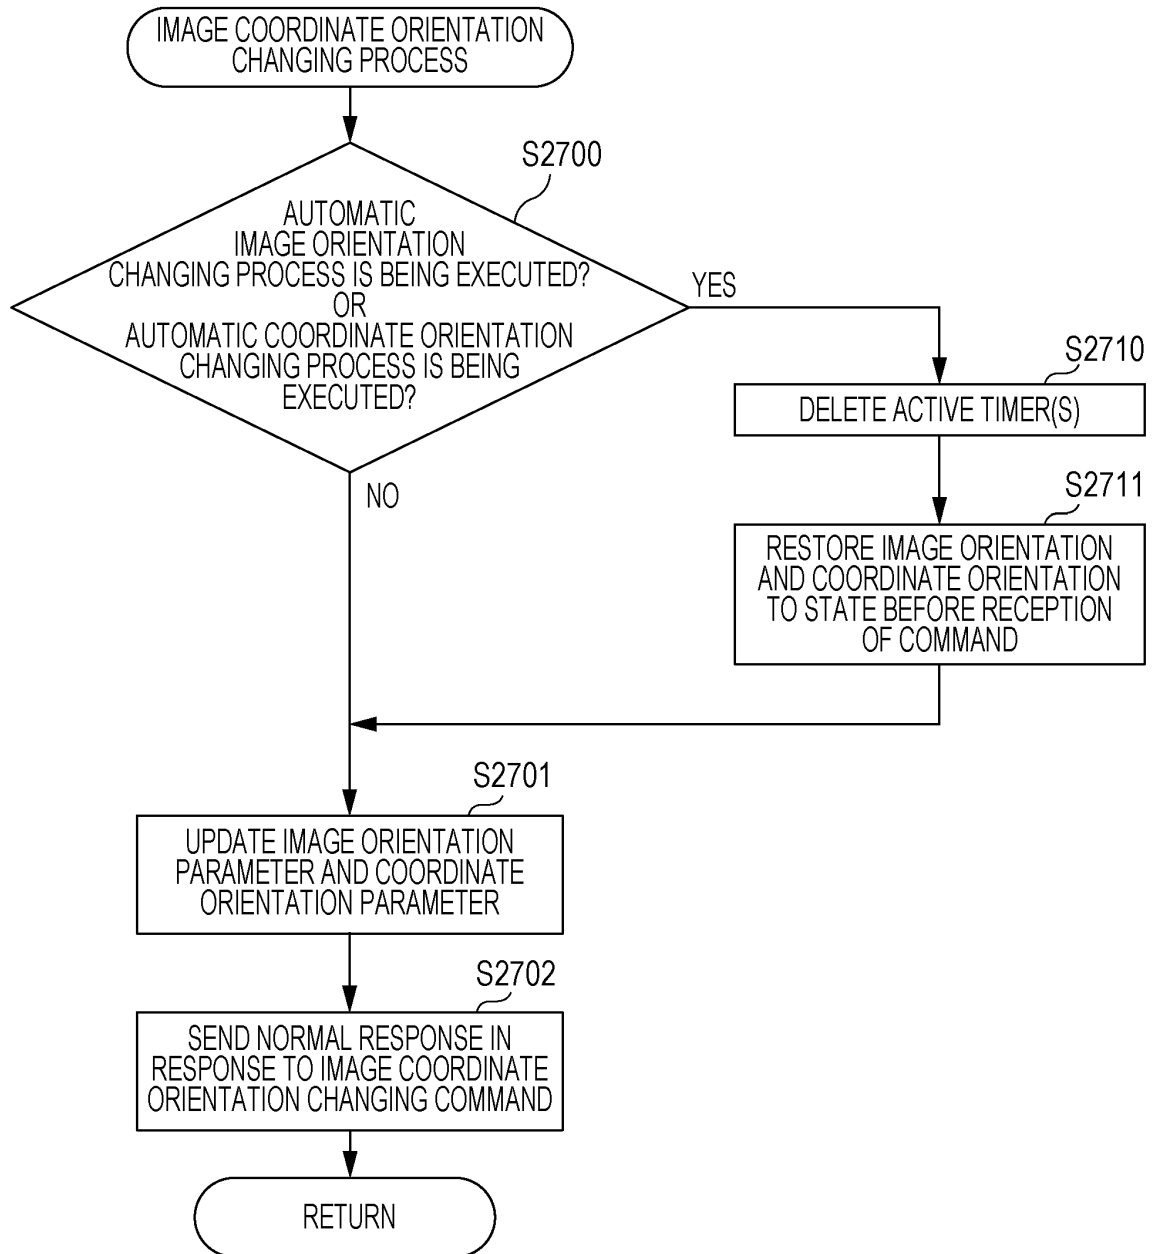 IMAGE COORDINATE ORIENTATION
CHANGING PROCESS
S2700
AUTOMATIC
IMAGE ORIENTATION
CHANGING PROCESS IS BEING EXECUTED?
OR
AUTOMATIC COORDINATE ORIENTATION
CHANGING PROCESS IS BEING
EXECUTED?
YES
NO
S2710
DELETE ACTIVE TIMER(S)
S2711
RESTORE IMAGE ORIENTATION
AND COORDINATE ORIENTATION
TO STATE BEFORE RECEPTION
OF COMMAND
S2701
UPDATE IMAGE ORIENTATION
PARAMETER AND COORDINATE
ORIENTATION PARAMETER
S2702
SEND NORMAL RESPONSE IN
RESPONSE TO IMAGE COORDINATE
ORIENTATION CHANGING COMMAND
RETURN